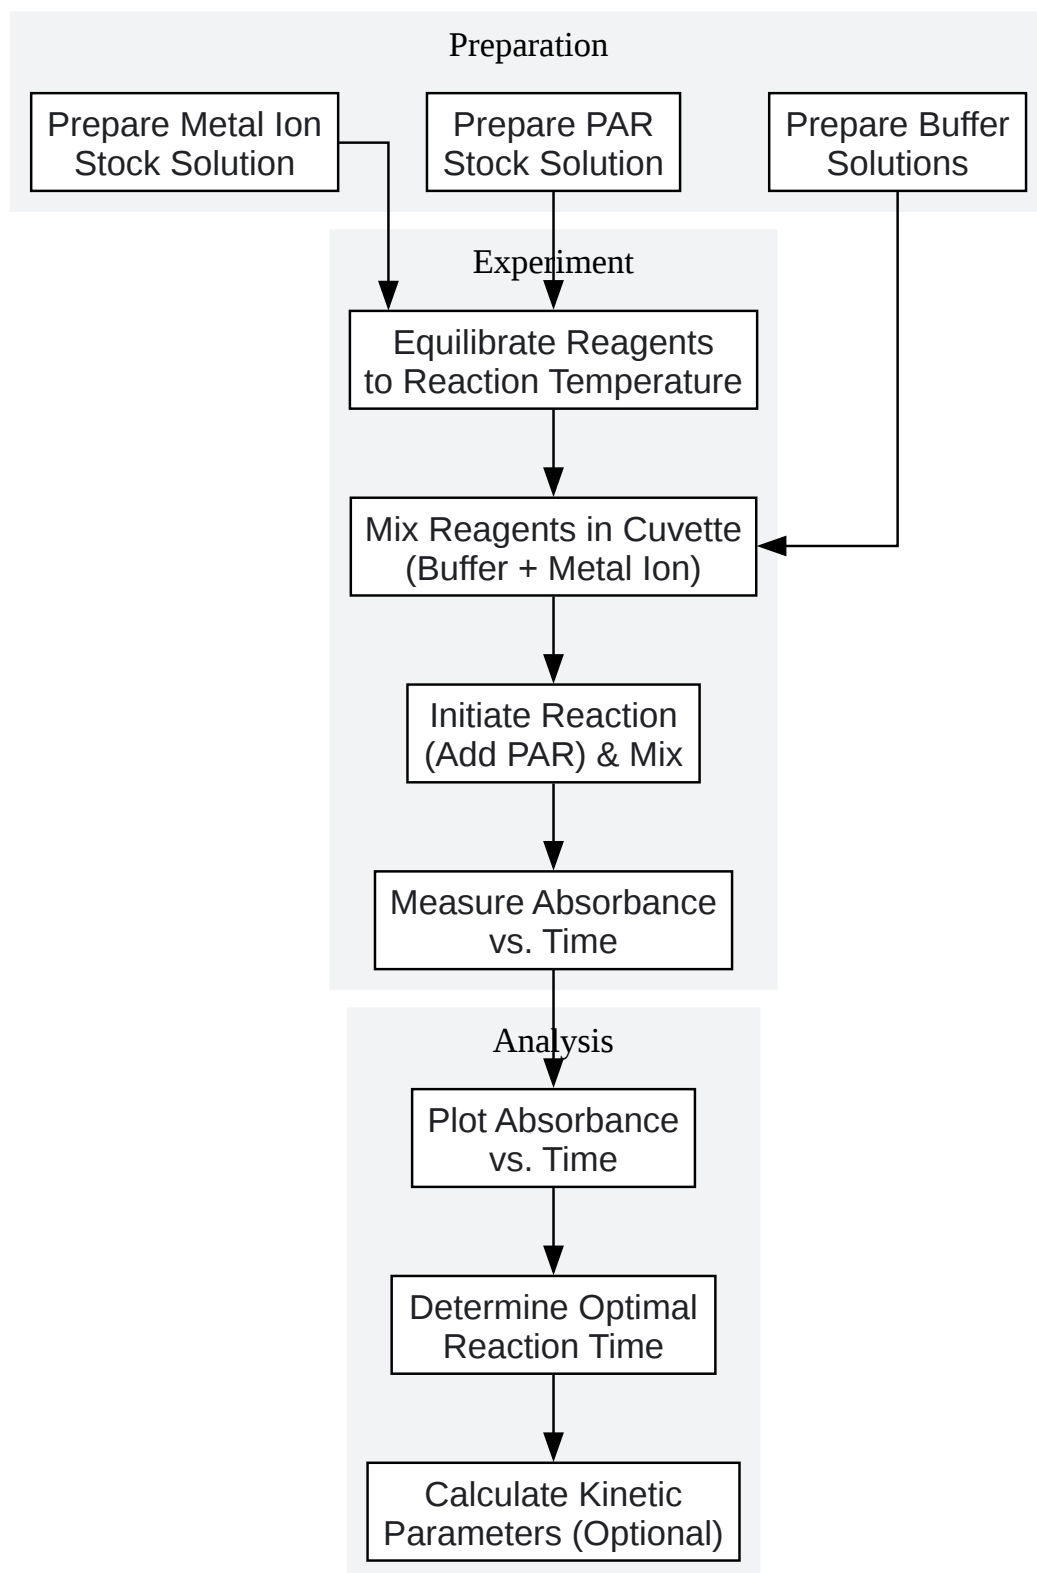 Preparation
Prepare Metal Ion
Stock Solution
Prepare PAR
Stock Solution
Prepare Buffer
Solutions
Experiment
Equilibrate Reagents
to Reaction Temperature
Mix Reagents in Cuvette
(Buffer + Metal Ion)
Initiate Reaction
(Add PAR) & Mix
Measure Absorbance
vs. Time
Analysis
Plot Absorbance
vs. Time
Determine Optimal
Reaction Time
Calculate Kinetic
Parameters (Optional)